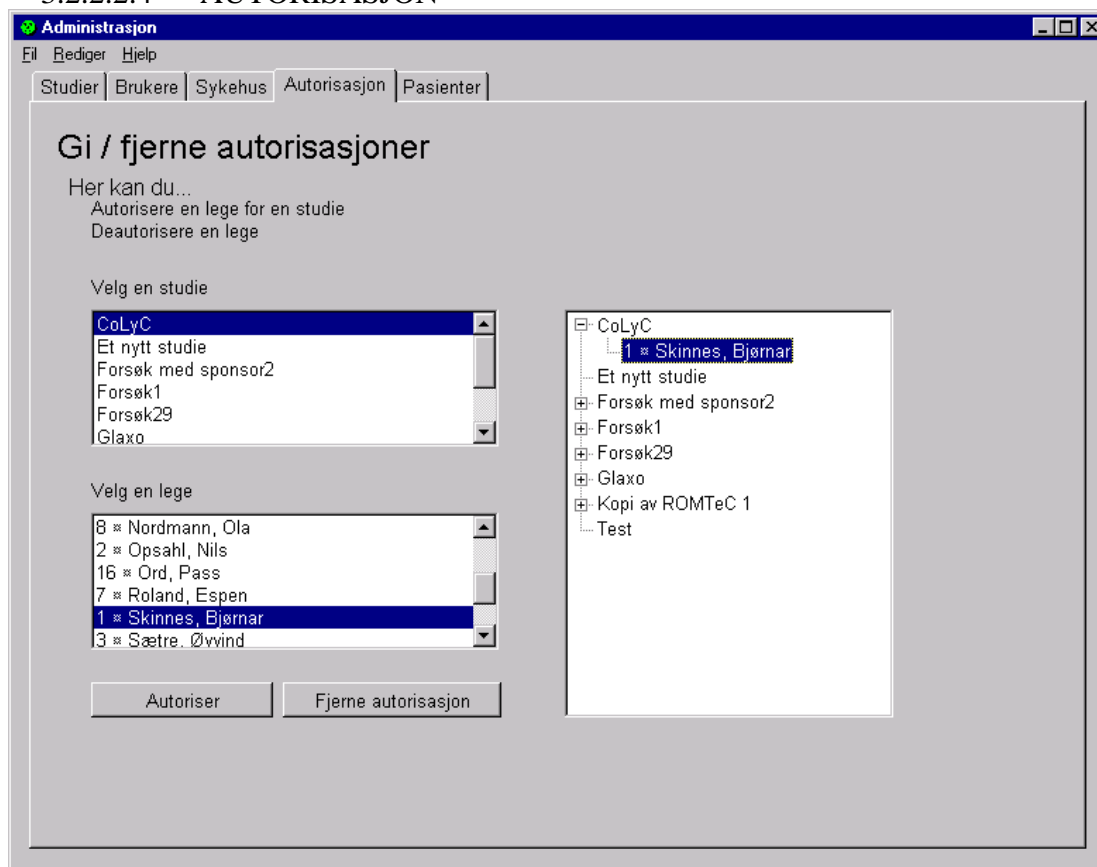 AUTORISASJON
Administrasjon
Fil Rediger Hjelp
Studier Brukere Sykehus Autorisasjon Pasienter
Gi / fjerne autorisasjoner
Her kan du...
Autorisere en lege for en studie
Deautorisere en lege
Velg en studie
CoLyC
Et nytt studie
Forsøk med sponsor2
Forsøk1
Forsøk29
Glaxo
Velg en lege
8 ¤ Nordmann, Ola
2 ¤ Opsahl, Nils
16 ¤ Ord, Pass
7 ¤ Roland, Espen
1 ¤ Skinnes, Bjørnar
3 ¤ Sætre, Øyvind
Autoriser Fjerne autorisasjon
CoLyC
1 ¤ Skinnes, Bjørnar
Et nytt studie
Forsøk med sponsor2
Forsøk1
Forsøk29
Glaxo
Kopi av ROMTeC 1
Test